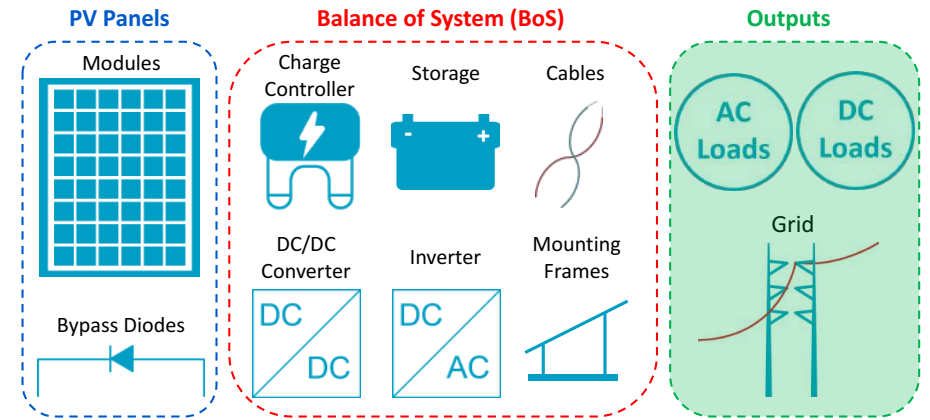 PV Panels
Balance of System (BoS)
Outputs
Modules
Bypass Diodes
Charge
Controller
Storage
-
+
Cables
DC/DC
Converter
DC
DC
Inverter
DC
AC
Mounting
Frames
AC
Loads
DC
Loads
Grid